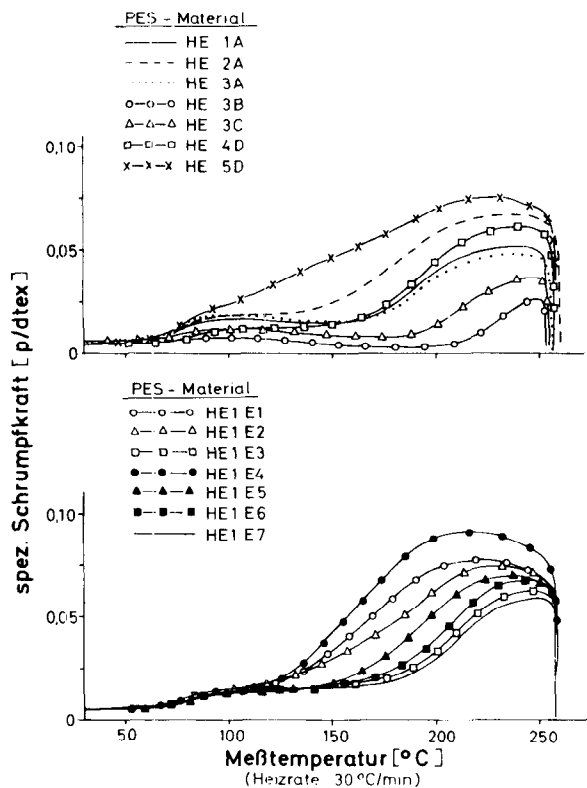 PES - Material
HE 1A
HE 2A
HE 3A
HE 3B
HE 3C
HE 4D
HE 5D
0,10
0,05
0
PES - Material
HE1 E1
HE1 E2
HE1 E3
HE1 E4
HE1 E5
HE1 E6
HE1 E7
0,10
0,05
0
spez. Schrumpfkraft [p/dtex]
50 100 150 200 250
Meßtemperatur [°C]
(Heizrate 30°C/min)